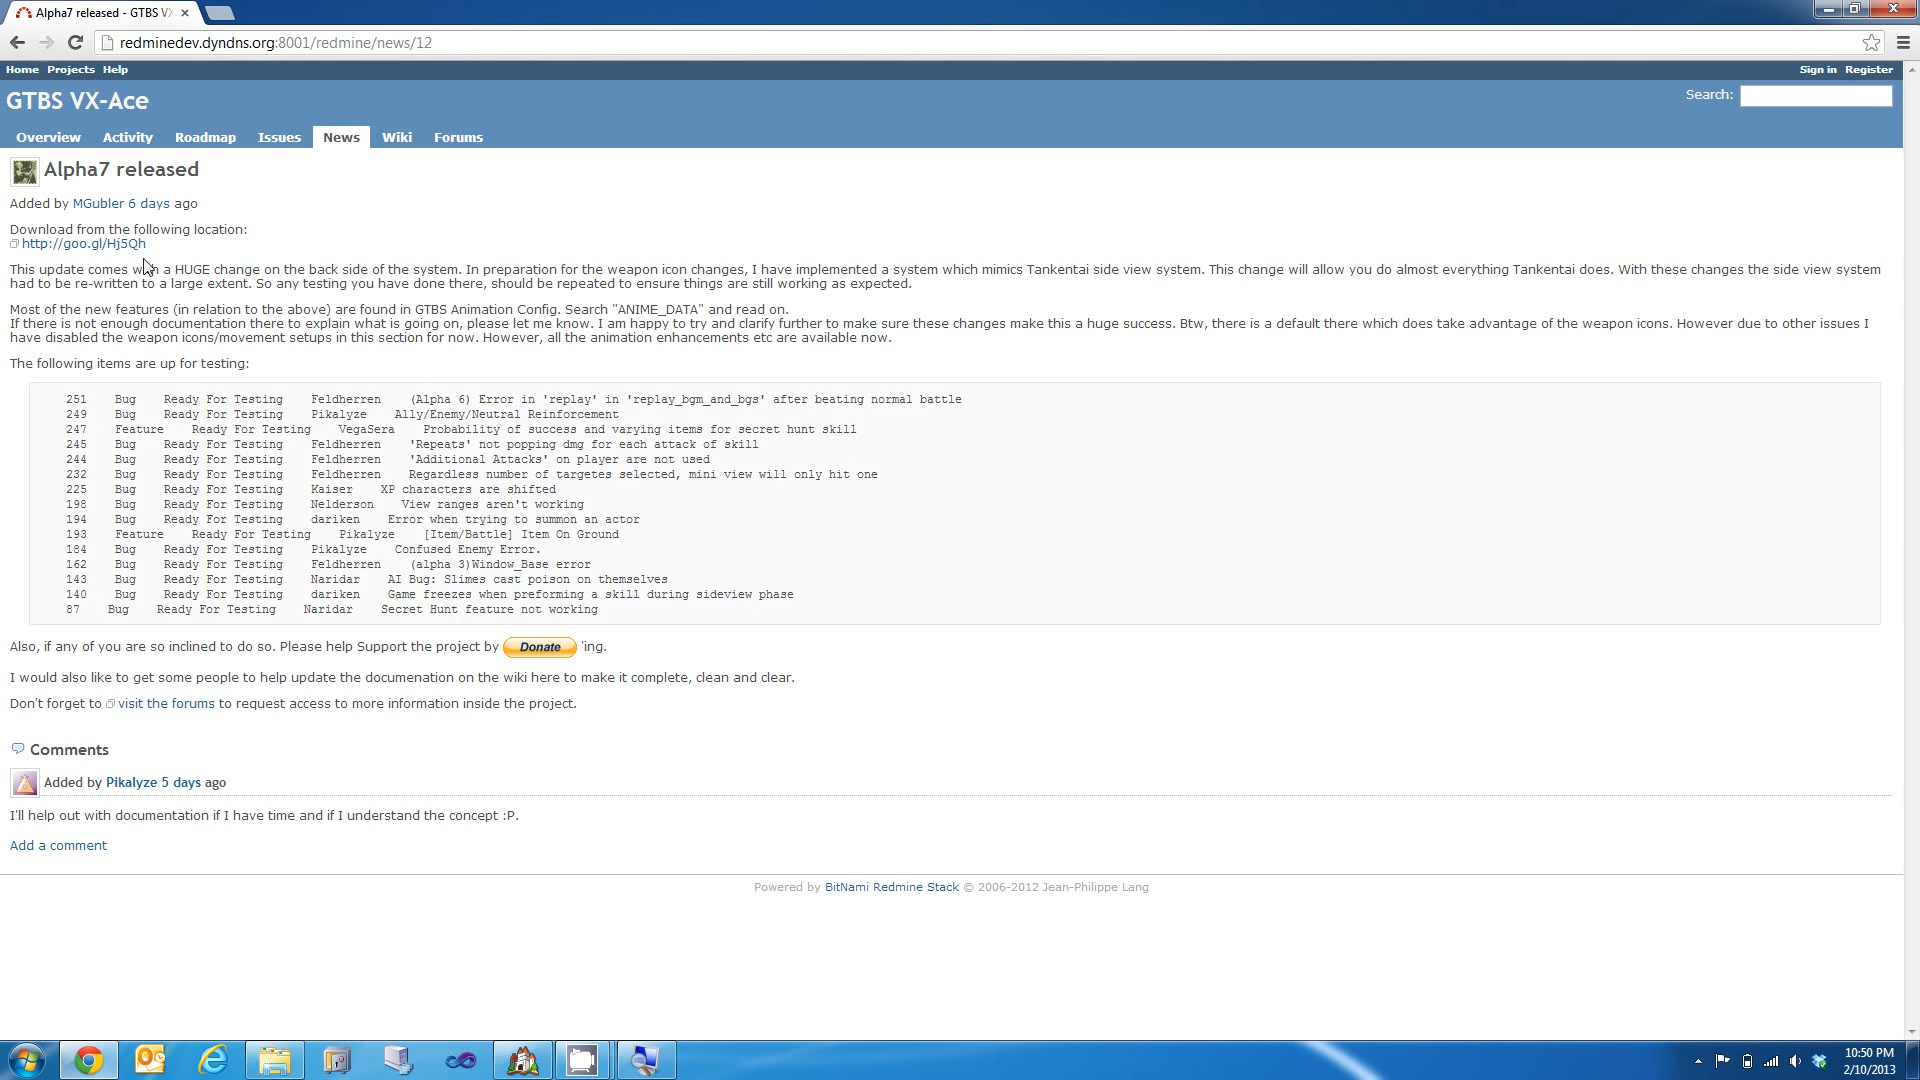 Alpha7 released - GTBS V
redminedev.dyndns.org:8001/redmine/news/12
Home Projects Help
Sign in Register
GTBS VX-Ace
Search:
Overview Activity Roadmap Issues News Wiki Forums
Alpha7 released
Added by MGubler 6 days ago
Download from the following location:
http://goo.gl/Hj5Qh
This update comes with a HUGE change on the back side of the system. In preparation for the weapon icon changes, I have implemented a system which mimics Tankentai side view system. This change will allow you do almost everything Tankentai does. With these changes the side view system
had to be re-written to a large extent. So any testing you have done there, should be repeated to ensure things are still working as expected.
Most of the new features (in relation to the above) are found in GTBS Animation Config. Search "ANIME_DATA" and read on.
If there is not enough documentation there to explain what is going on, please let me know. I am happy to try and clarify further to make sure these changes make this a huge success. Btw, there is a default there which does take advantage of the weapon icons. However due to other issues I
have disabled the weapon icons/movement setups in this section for now. However, all the animation enhancements etc are available now.
The following items are up for testing:
251 Bug Ready For Testing Feldherren (Alpha 6) Error in 'replay' in 'replay_bgm_and_bgs' after beating normal battle
249 Bug Ready For Testing Pikalyze Ally/Enemy/Neutral Reinforcement
247 Feature Ready For Testing VegaSera Probability of success and varying items for secret hunt skill
245 Bug Ready For Testing Feldherren 'Repeats' not popping dmg for each attack of skill
244 Bug Ready For Testing Feldherren 'Additional Attacks' on player are not used
232 Bug Ready For Testing Feldherren Regardless number of targetes selected, mini view will only hit one
225 Bug Ready For Testing Kaiser XP characters are shifted
198 Bug Ready For Testing Nelderson View ranges aren't working
194 Bug Ready For Testing dariken Error when trying to summon an actor
193 Feature Ready For Testing Pikalyze [Item/Battle] Item On Ground
184 Bug Ready For Testing Pikalyze Confused Enemy Error.
162 Bug Ready For Testing Feldherren (alpha 3)Window_Base error
143 Bug Ready For Testing Naridar AI Bug: Slimes cast poison on themselves
140 Bug Ready For Testing dariken Game freezes when preforming a skill during sideview phase
87 Bug Ready For Testing Naridar Secret Hunt feature not working
Also, if any of you are so inclined to do so. Please help Support the project by Donate 'ing.
I would also like to get some people to help update the documenation on the wiki here to make it complete, clean and clear.
Don't forget to visit the forums to request access to more information inside the project.
Comments
Added by Pikalyze 5 days ago
I'll help out with documentation if I have time and if I understand the concept :P.
Add a comment
Powered by BitNami Redmine Stack © 2006-2012 Jean-Philippe Lang
10:50 PM
2/10/2013